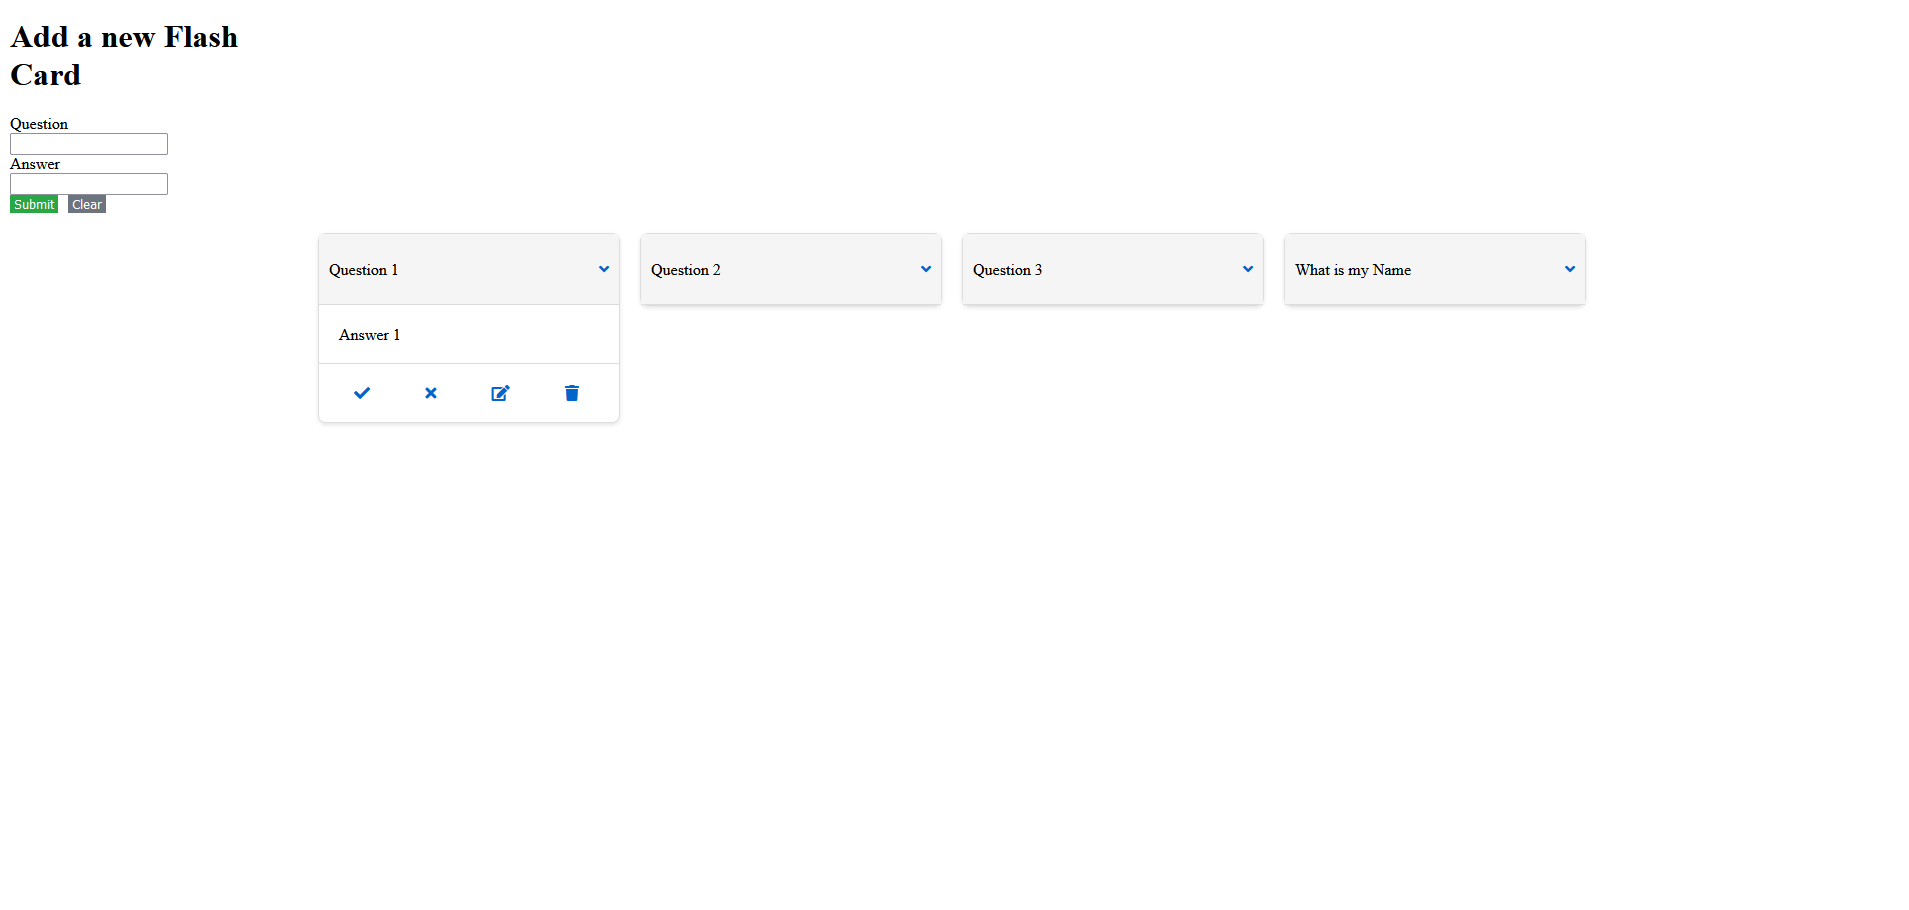 Add a new Flash
Card
Question
Answer
Submit Clear
Question 1
Answer 1
Question 2
Question 3
What is my Name